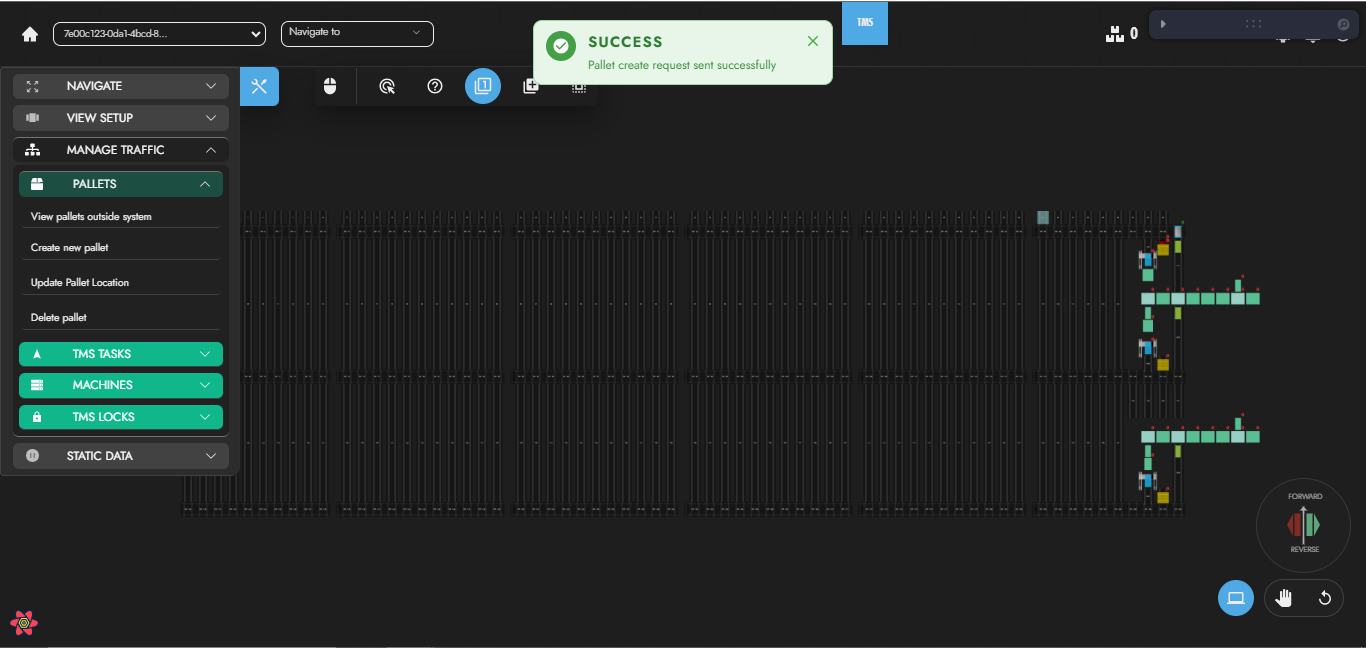 7e00c123-0da1-4bcd-8...
Navigate to
SUCCESS
Pallet create request sent successfully
TMS
0
NAVIGATE
VIEW SETUP
MANAGE TRAFFIC
PALLETS
View pallets outside system
Create new pallet
Update Pallet Location
Delete pallet
TMS TASKS
MACHINES
TMS LOCKS
STATIC DATA
1
FORWARD
REVERSE